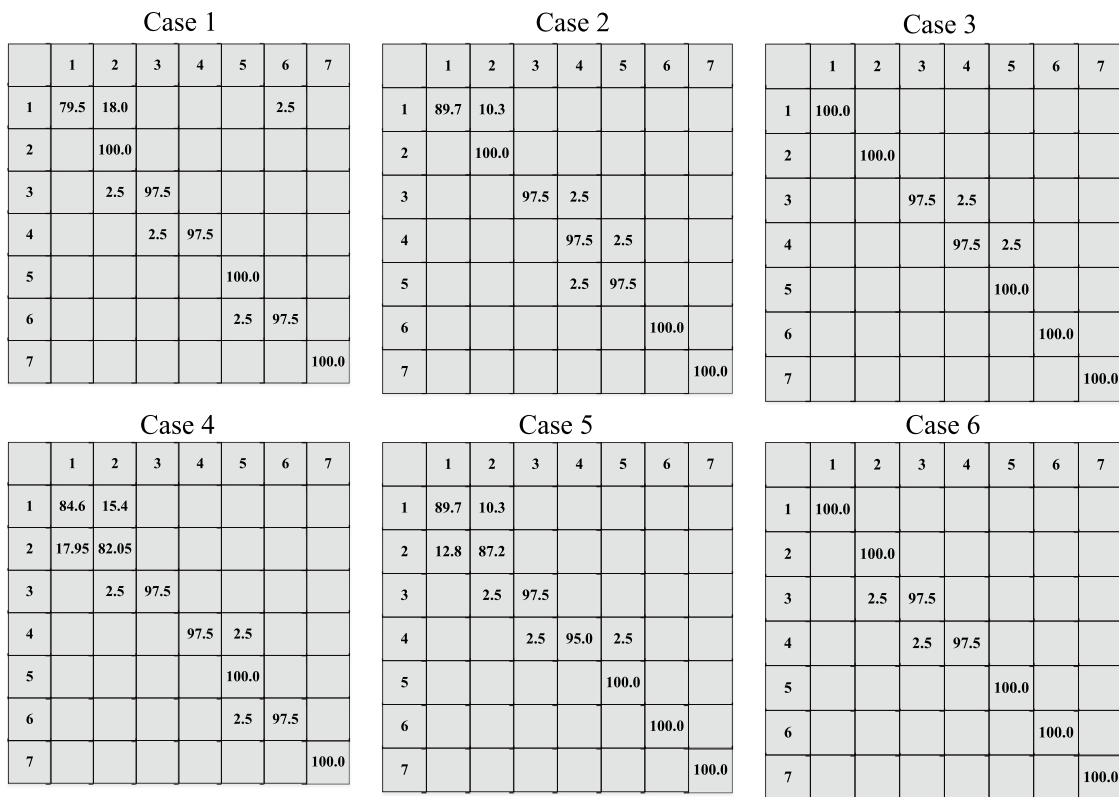 Case 1
1 2 3 4 5 6 7
1 79.5 18.0 2.5
2 100.0
3 2.5 97.5
4 2.5 97.5
5 100.0
6 2.5 97.5
7 100.0
Case 2
1 2 3 4 5 6 7
1 89.7 10.3
2 100.0
3 97.5 2.5
4 97.5 2.5
5 2.5 97.5
6 100.0
7 100.0
Case 3
1 2 3 4 5 6 7
1 100.0
2 100.0
3 97.5 2.5
4 97.5 2.5
5 100.0
6 100.0
7 100.0
Case 4
1 2 3 4 5 6 7
1 84.6 15.4
2 17.95 82.05
3 2.5 97.5
4 97.5 2.5
5 100.0
6 2.5 97.5
7 100.0
Case 5
1 2 3 4 5 6 7
1 89.7 10.3
2 12.8 87.2
3 2.5 97.5
4 2.5 95.0 2.5
5 100.0
6 100.0
7 100.0
Case 6
1 2 3 4 5 6 7
1 100.0
2 100.0
3 2.5 97.5
4 2.5 97.5
5 100.0
6 100.0
7 100.0